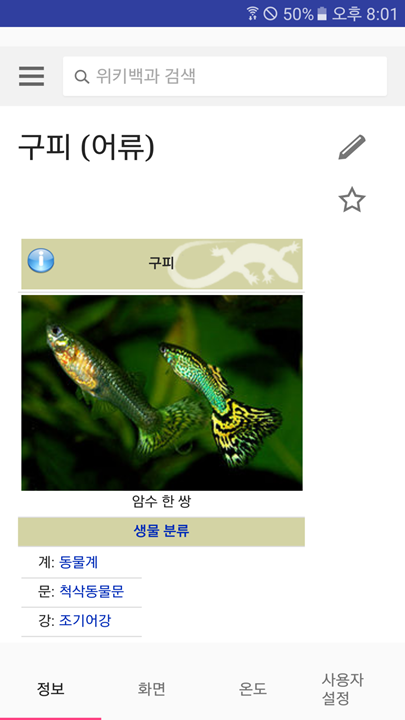 50% 오후 8:01
위키백과 검색
구피 (어류)
구피
암수 한 쌍
생물 분류
계: 동물계
문: 척삭동물문
강: 조기어강
정보
화면
온도
사용자
설정